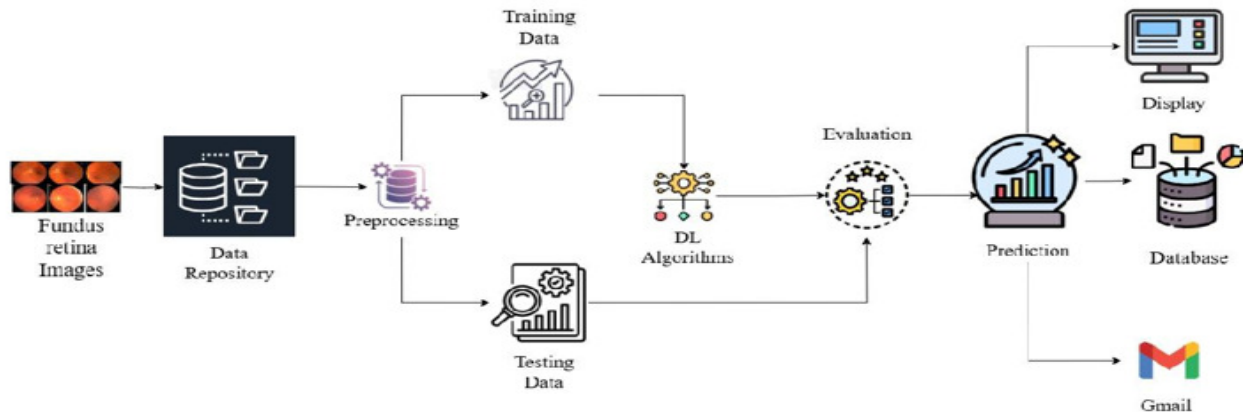 Training
Data
Fundus
retina
Images
Data
Repository
Preprocessing
Testing
Data
DL
Algorithms
Evaluation
Prediction
Display
Database
Gmail